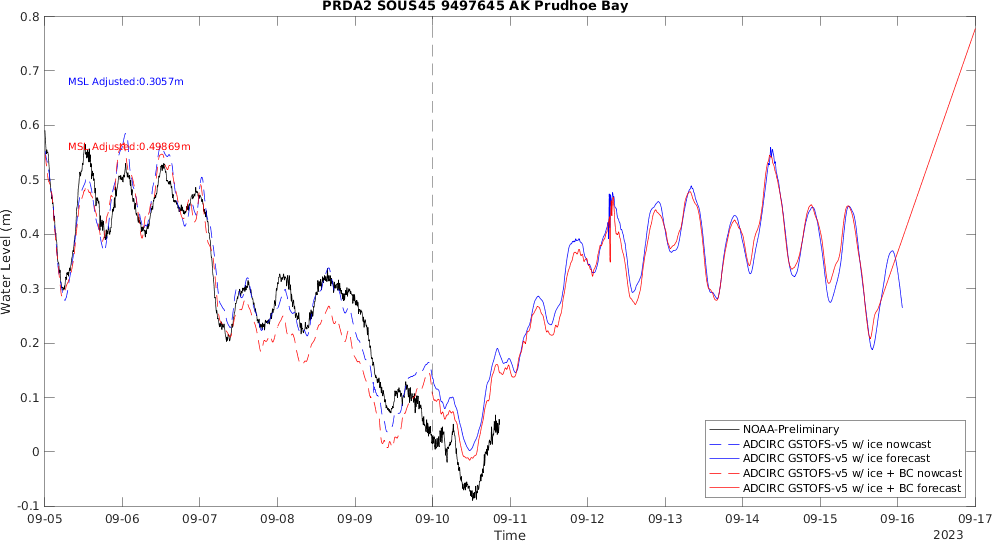 PRDA2 SOUS45 9497645 AK Prudhoe Bay
0.8
0.7
0.6
0.5
0.4
0.3
0.2
0.1
0
-0.1
Water Level (m)
MSL Adjusted:0.3057m
MSL Adjusted:0.49869m
NOAA-Preliminary
ADCIRC GSTOFS-v5 w/ ice nowcast
ADCIRC GSTOFS-v5 w/ ice forecast
ADCIRC GSTOFS-v5 w/ ice + BC nowcast
ADCIRC GSTOFS-v5 w/ ice + BC forecast
09-05 09-06 09-07 09-08 09-09 09-10 09-11 09-12 09-13 09-14 09-15 09-16 09-17
Time
2023